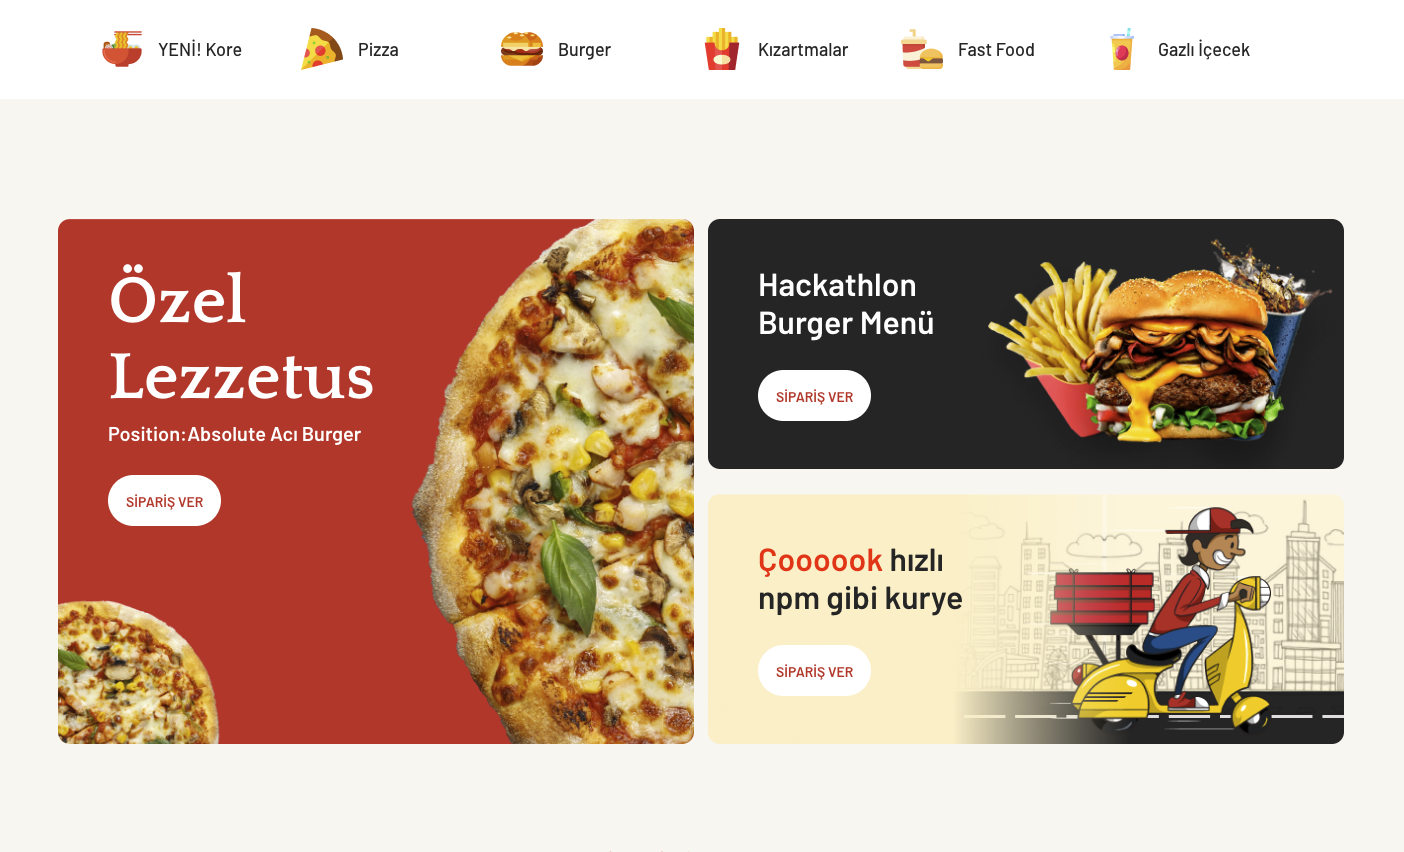 YENİ! Kore
Pizza
Burger
Kızartmalar
Fast Food
Gazlı İçecek
Özel
Lezzetus
Position:Absolute Acı Burger
SİPARİŞ VER
Hackathlon
Burger Menü
SİPARİŞ VER
Çoooook hızlı
npm gibi kurye
SİPARİŞ VER